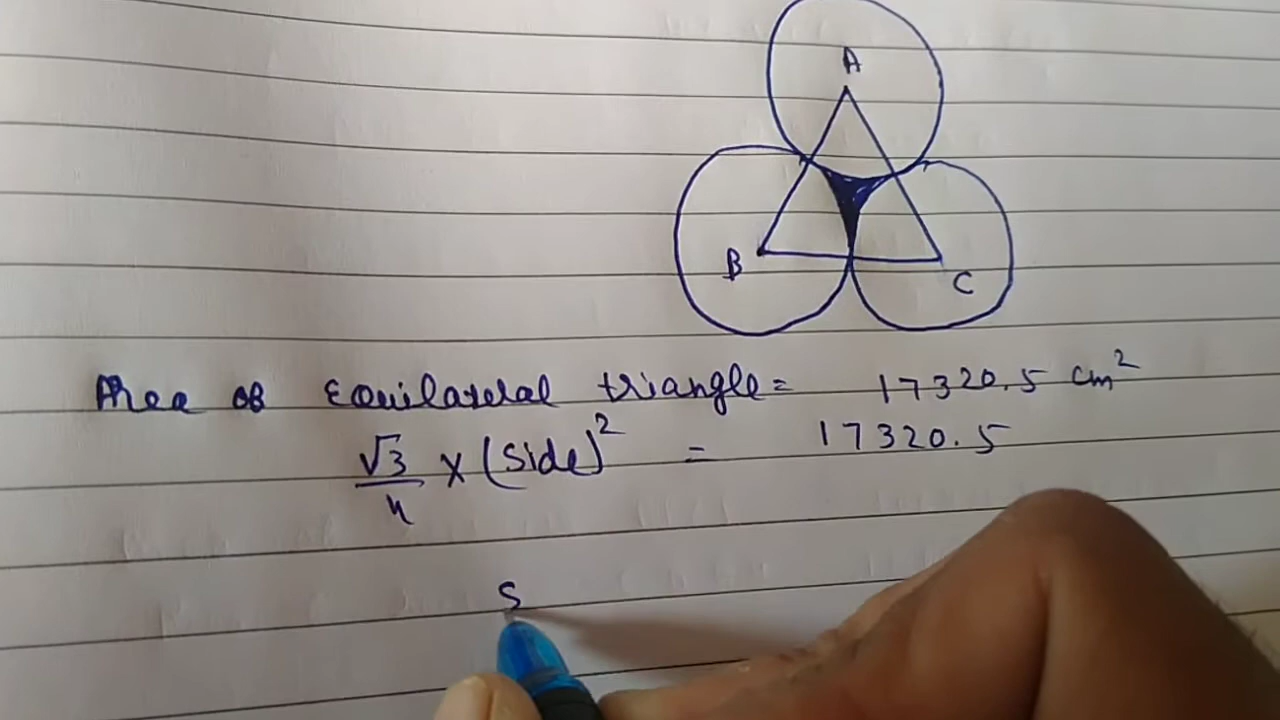 A
B
C
Area of Equilateral triangle = 17320.5 cm²
√3/4 × (Side)² = 17320.5
S